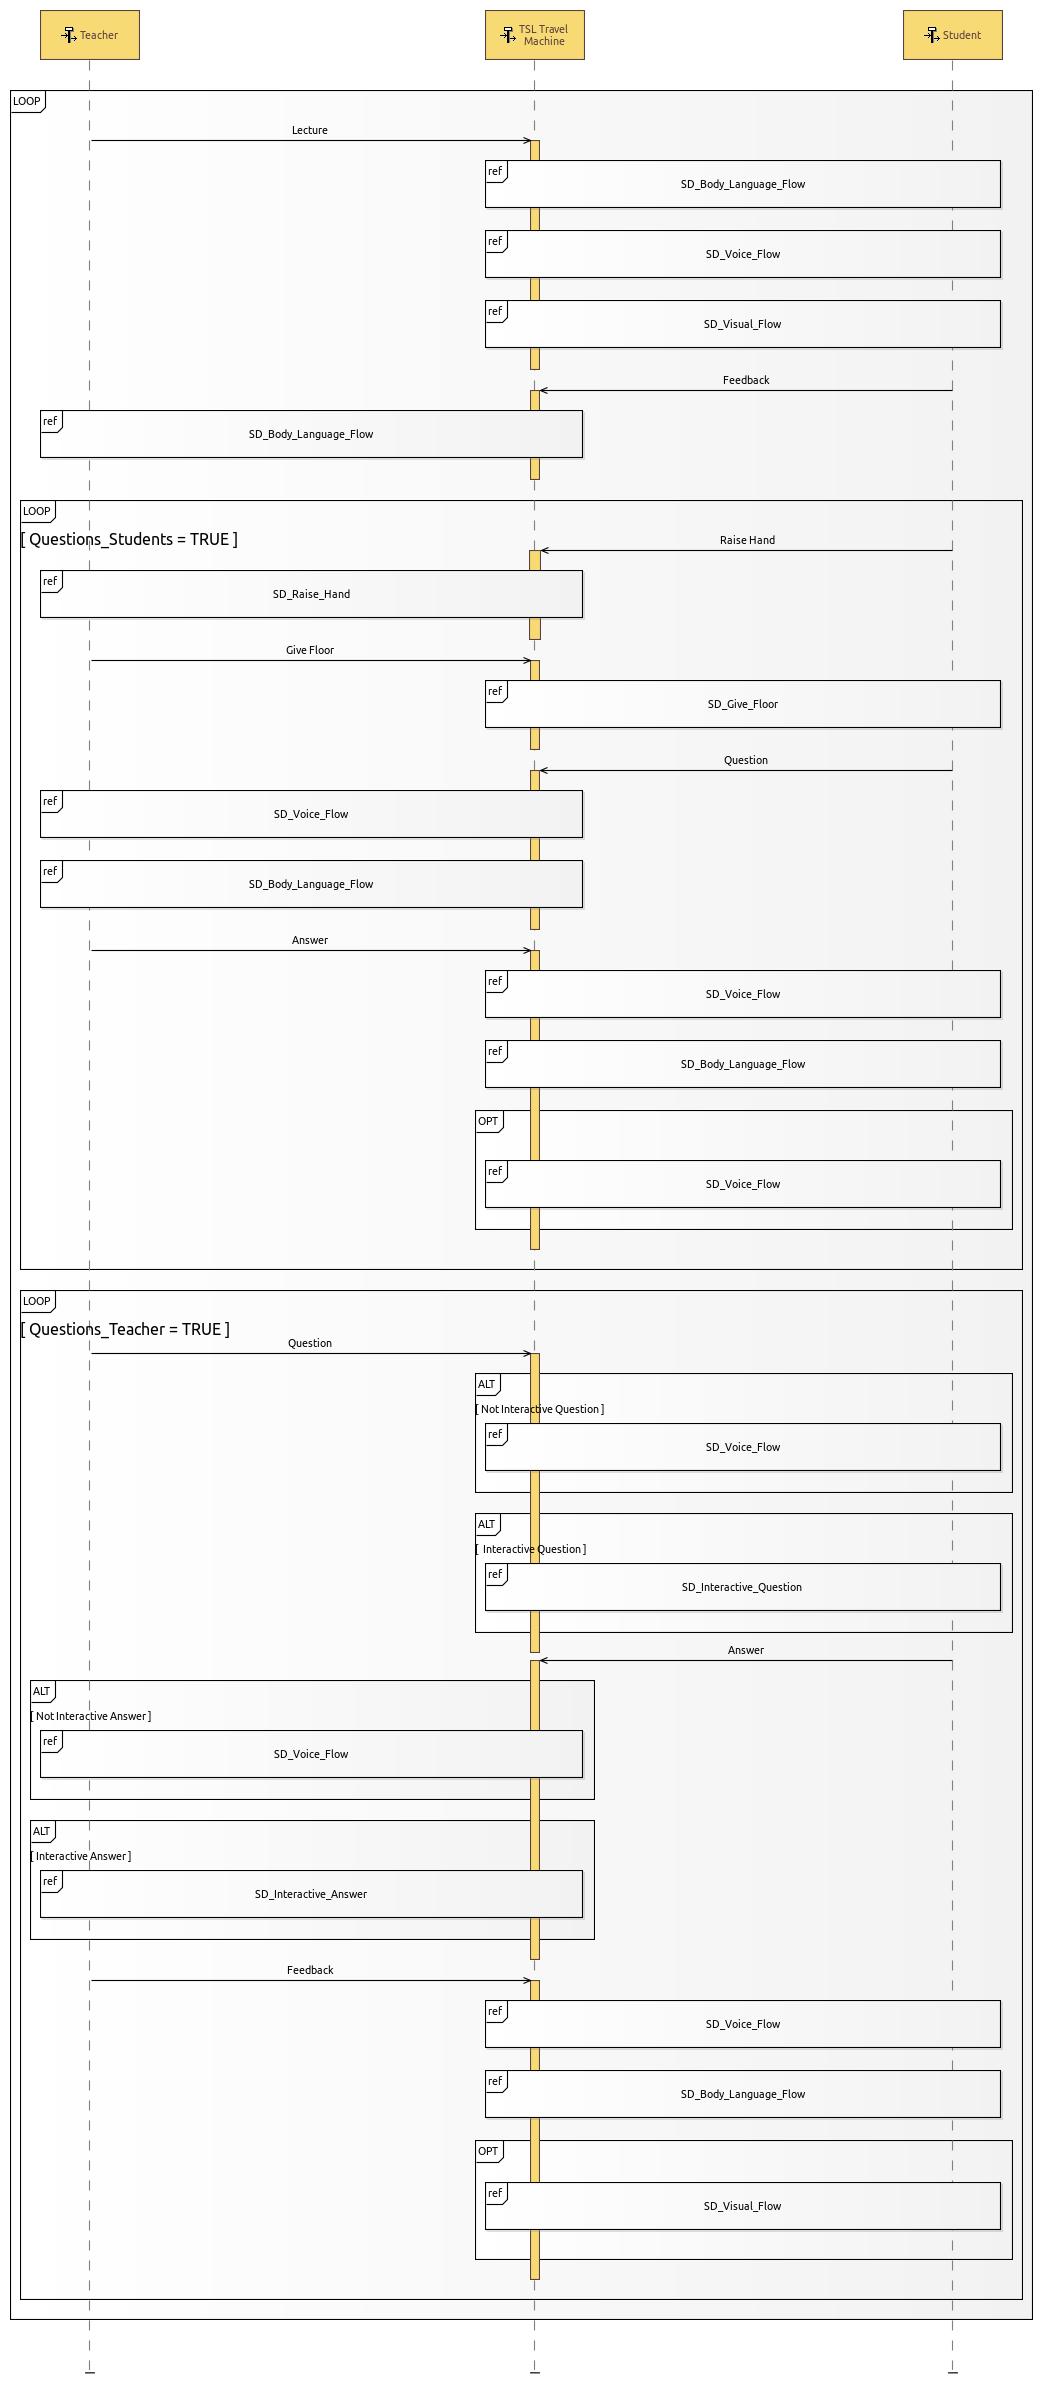 Teacher
TSL Travel
Machine
Student
LOOP
Lecture
ref
SD_Body_Language_Flow
ref
SD_Voice_Flow
ref
SD_Visual_Flow
Feedback
ref
SD_Body_Language_Flow
LOOP
[ Questions_Students = TRUE ]
Raise Hand
ref
SD_Raise_Hand
Give Floor
ref
SD_Give_Floor
Question
ref
SD_Voice_Flow
ref
SD_Body_Language_Flow
Answer
ref
SD_Voice_Flow
ref
SD_Body_Language_Flow
OPT
ref
SD_Voice_Flow
LOOP
[ Questions_Teacher = TRUE ]
Question
ALT
[ Not Interactive Question ]
ref
SD_Voice_Flow
ALT
[ Interactive Question ]
ref
SD_Interactive_Question
Answer
ALT
[ Not Interactive Answer ]
ref
SD_Voice_Flow
ALT
[ Interactive Answer ]
ref
SD_Interactive_Answer
Feedback
ref
SD_Voice_Flow
ref
SD_Body_Language_Flow
OPT
ref
SD_Visual_Flow